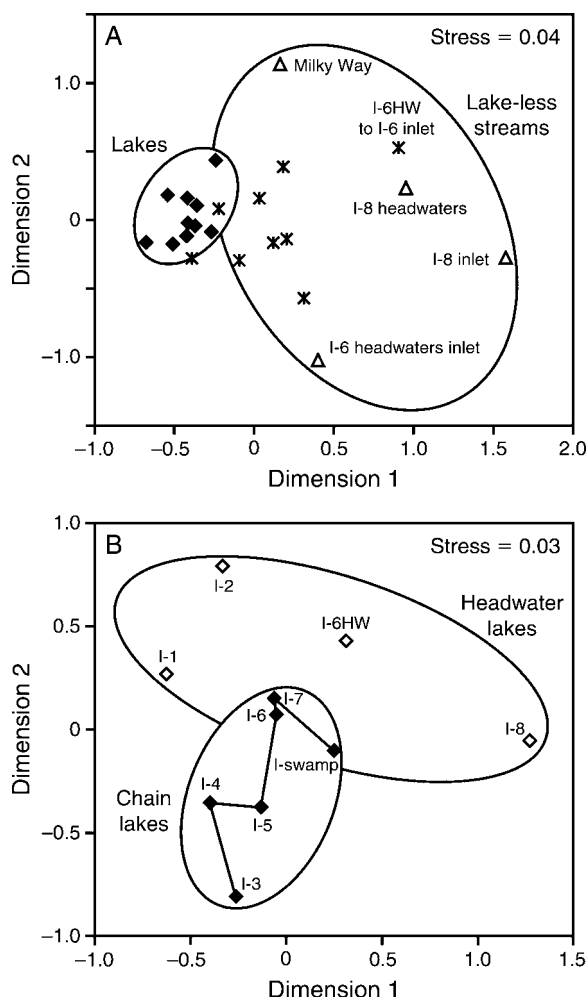 A
Stress = 0.04
Milky Way
1.0
I-6HW
to I-6 inlet
Lake-less
streams
Lakes
I-8 headwaters
Dimension 2
0
I-8 inlet
I-6 headwaters inlet
−1.0
−1.0
−0.5
0
0.5
1.0
1.5
2.0
Dimension 1
1.0
B
Stress = 0.03
I-2
Headwater
lakes
0.5
I-6HW
I-1
I-7
I-6
Dimension 2
0
I-8
I-swamp
I-4
Chain
lakes
I-5
−0.5
I-3
−1.0
−1.0
−0.5
0
0.5
1.0
1.5
Dimension 1